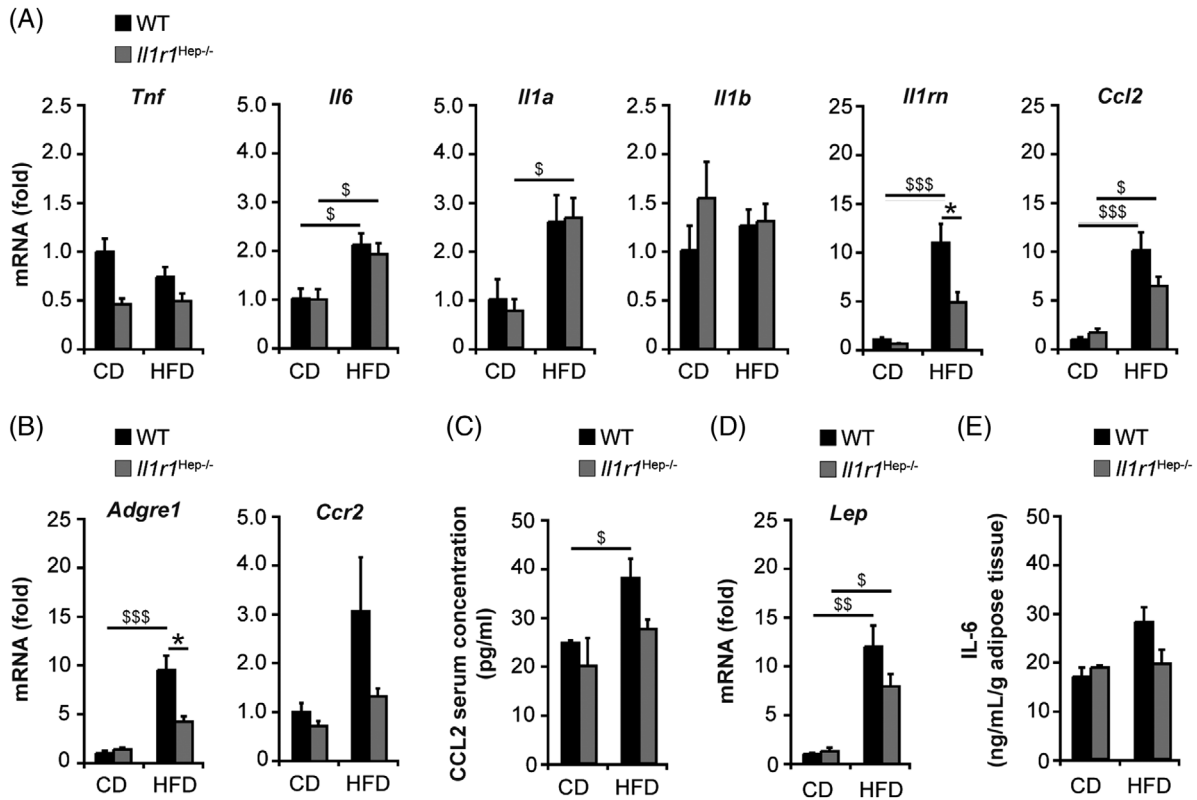 (A)
WT
Il1r1Hep-/-
Tnf
Il6
Il1a
Il1b
Il1rn
Ccl2
mRNA (fold)
2.5
2.0
1.5
1.0
0.5
0
CD HFD
5.0
4.0
3.0
2.0
1.0
0
$
$
CD HFD
5.0
4.0
3.0
2.0
1.0
0
$
CD HFD
2.5
2.0
1.5
1.0
0.5
0
CD HFD
25
20
15
10
5
0
$$$
*
CD HFD
25
20
15
10
5
0
$
$$$
CD HFD
(B)
WT
Il1r1Hep-/-
Adgre1
mRNA (fold)
25
20
15
10
5
0
$$$
*
CD HFD
Ccr2
5.0
4.0
3.0
2.0
1.0
0.0
CD HFD
(C)
WT
Il1r1Hep-/-
CCL2 serum concentration
(pg/ml)
50
40
30
20
10
0
$
CD HFD
(D)
WT
Il1r1Hep-/-
Lep
mRNA (fold)
25
20
15
10
5
0
$
$$
CD HFD
(E)
WT
Il1r1Hep-/-
IL-6
(ng/mL/g adipose tissue)
50
40
30
20
10
0
CD HFD